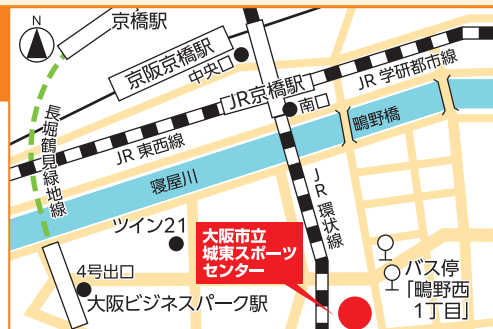 N
京橋駅
京阪京橋駅
中央口
JR京橋駅
JR 学研都市線
南口
鴫野橋
長堀鶴見緑地線
JR 東西線
寝屋川
JR 環状線
ツイン21
大阪市立
城東スポーツ
センター
4号出口
大阪ビジネスパーク駅
バス停
「鴫野西
1丁目」